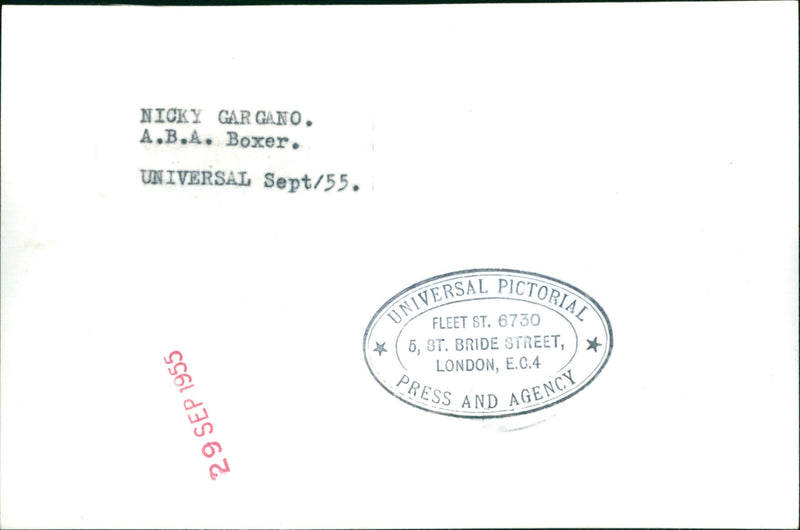 NICKY GARGANO.
A.B.A. Boxer.
UNIVERSAL Sept/55.
UNIVERSAL PICTORIAL
FLEET ST. 6730
5, ST. BRIDE STREET,
LONDON, E.C.4
PRESS AND AGENCY
29 SEP 1955